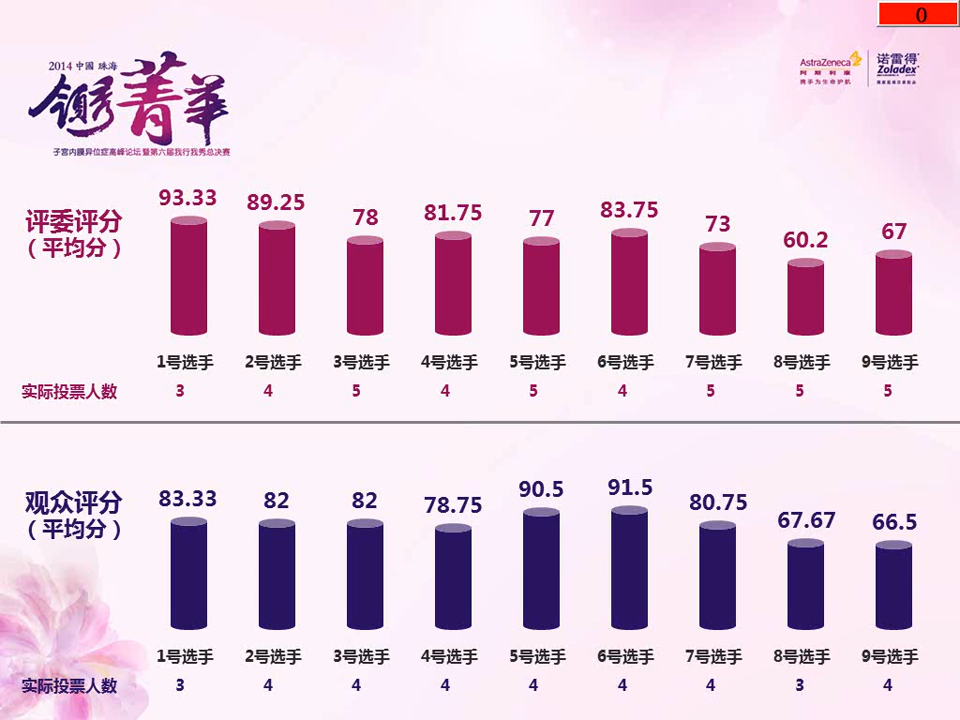 0
2014 中國 珠海
领秀菁华
子宫内膜异位症高峰论坛 暨第六届我行我秀总决赛
AstraZeneca
阿斯利康
携手为生命护航
诺雷得
Zoladex
评委评分
（平均分）
93.33 89.25 78 81.75 77 83.75 73 60.2 67
1号选手 2号选手 3号选手 4号选手 5号选手 6号选手 7号选手 8号选手 9号选手
实际投票人数 3 4 5 4 5 4 5 5 5
观众评分
（平均分）
83.33 82 82 78.75 90.5 91.5 80.75 67.67 66.5
1号选手 2号选手 3号选手 4号选手 5号选手 6号选手 7号选手 8号选手 9号选手
实际投票人数 3 4 4 4 4 4 4 3 4